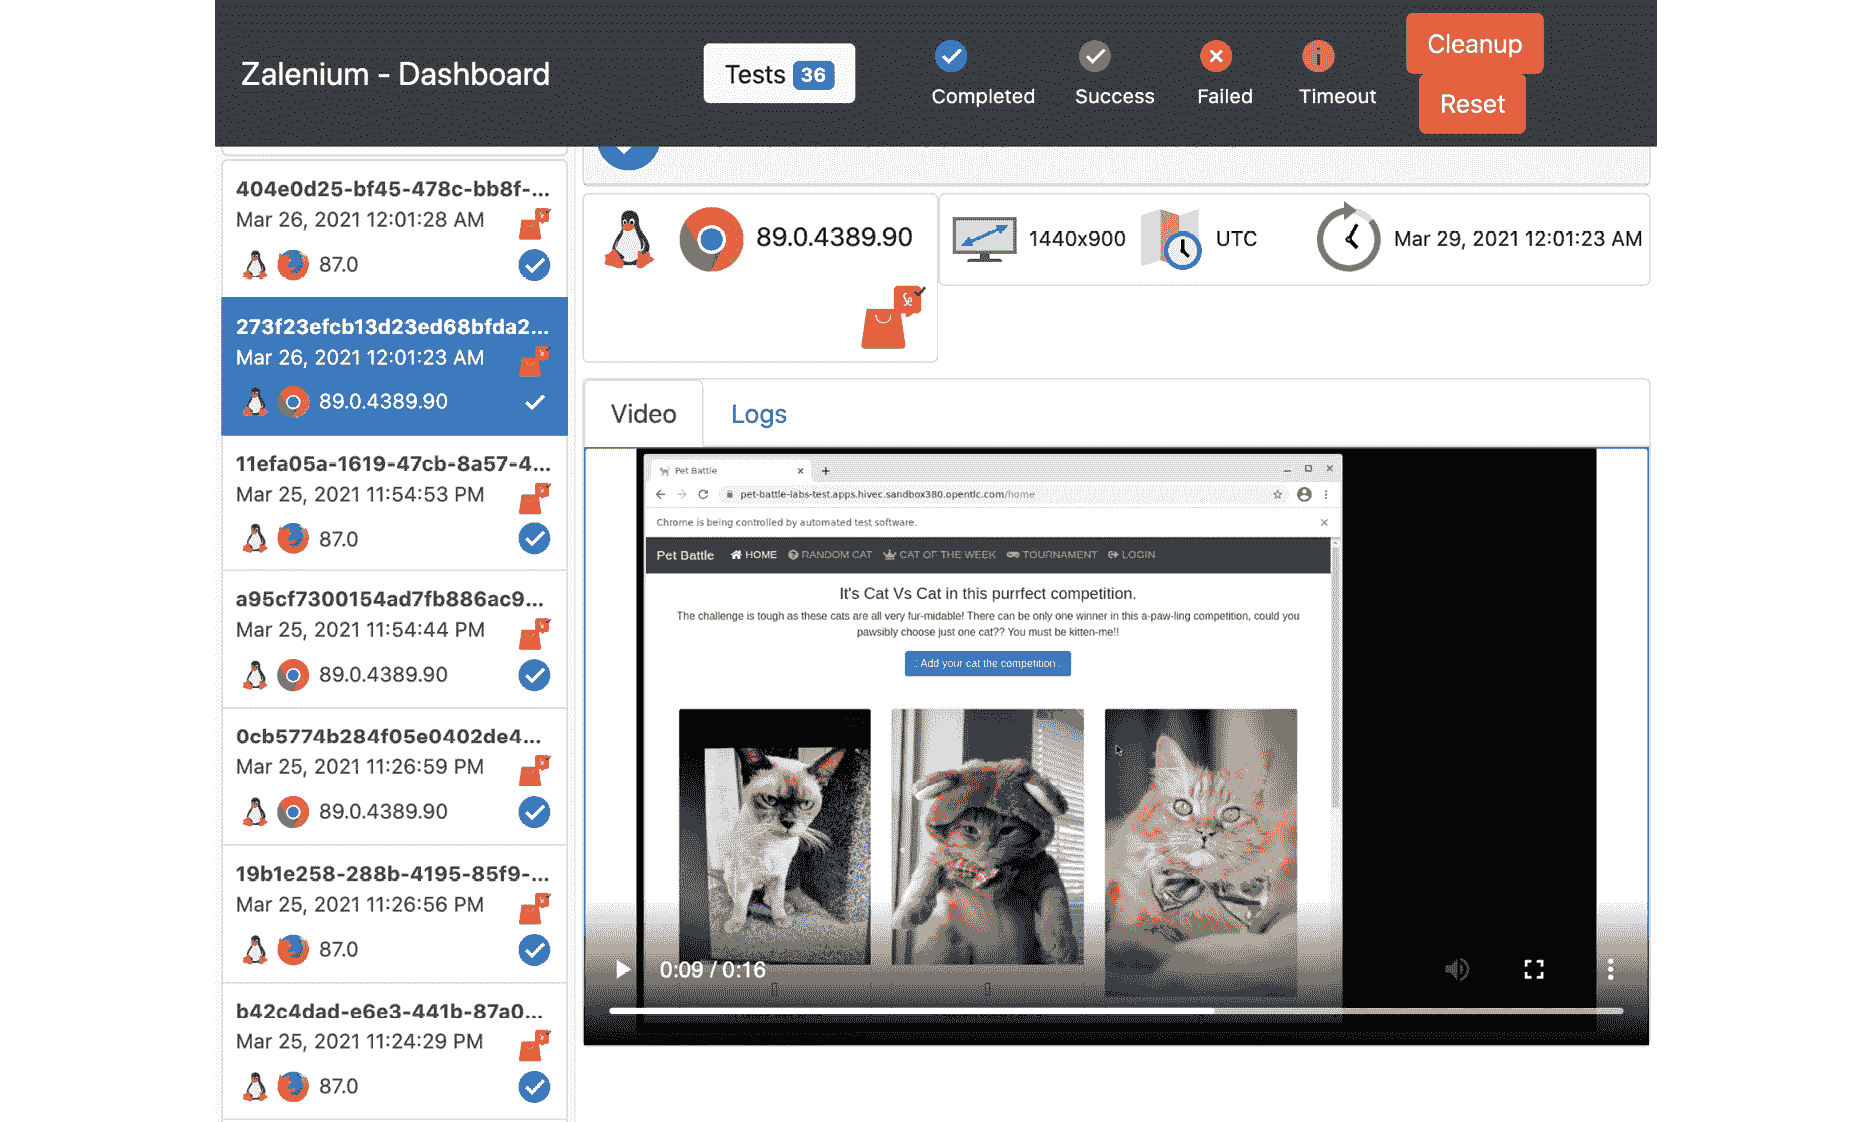 Zalenium - Dashboard
Tests 36
Completed
Success
Failed
Timeout
Cleanup
Reset
404e0d25-bf45-478c-bb8f-...
Mar 26, 2021 12:01:28 AM
87.0
273f23efcb13d23ed68bfda2...
Mar 26, 2021 12:01:23 AM
89.0.4389.90
11efa05a-1619-47cb-8a57-4...
Mar 25, 2021 11:54:53 PM
87.0
a95cf7300154ad7fb886ac9...
Mar 25, 2021 11:54:44 PM
89.0.4389.90
0cb5774b284f05e0402de4...
Mar 25, 2021 11:26:59 PM
89.0.4389.90
19b1e258-288b-4195-85f9-...
Mar 25, 2021 11:26:56 PM
87.0
b42c4dad-e6e3-441b-87a0...
Mar 25, 2021 11:24:29 PM
87.0
89.0.4389.90
Se
1440x900
UTC
Mar 29, 2021 12:01:23 AM
Video
Logs
Pet Battle
pet-battle-labs-test.apps.hivec.sandbox380.opentlc.com/home
Chrome is being controlled by automated test software.
Pet Battle HOME RANDOM CAT CAT OF THE WEEK TOURNAMENT LOGIN
It's Cat Vs Cat in this purrfect competition.
The challenge is tough as these cats are all very fur-midable! There can be only one winner in this a-paw-ling competition, could you
pawsibly choose just one cat?? You must be kitten-me!!
.: Add your cat the competition :.
0:09 / 0:16